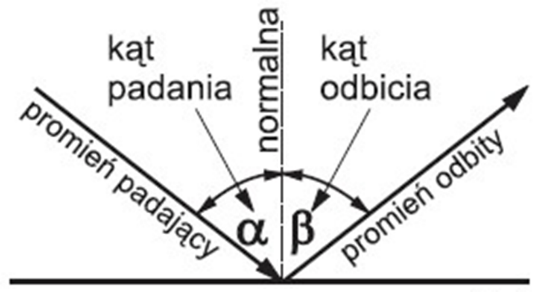 kąt
padania
normalna
kąt
odbicia
promień padający
α
β
promień odbity